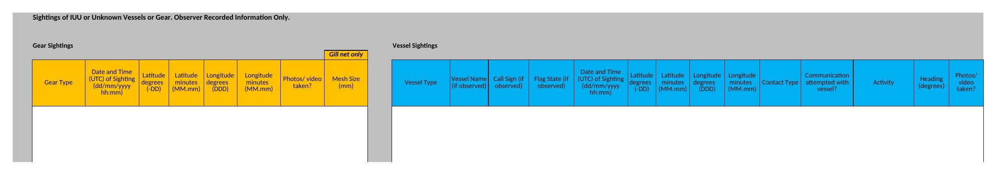 Sightings of IUU or Unknown Vessels or Gear. Observer Recorded Information Only.
Gear Sightings
Gill net only
Gear Type
Date and Time
(UTC) of Sighting
(dd/mm/yyyy
hh:mm)
Latitude
degrees
(-DD)
Latitude
minutes
(MM.mm)
Longitude
degrees
(DDD)
Longitude
minutes
(MM.mm)
Photos/ video
taken?
Mesh Size
(mm)
Vessel Sightings
Vessel Type
Vessel Name
(if observed)
Call Sign (if
observed)
Flag State (if
observed)
Date and Time
(UTC) of Sighting
(dd/mm/yyyy
hh:mm)
Latitude
degrees
(-DD)
Latitude
minutes
(MM.mm)
Longitude
degrees
(DDD)
Longitude
minutes
(MM.mm)
Contact Type
Communication
attempted with
vessel?
Activity
Heading
(degrees)
Photos/
video
taken?